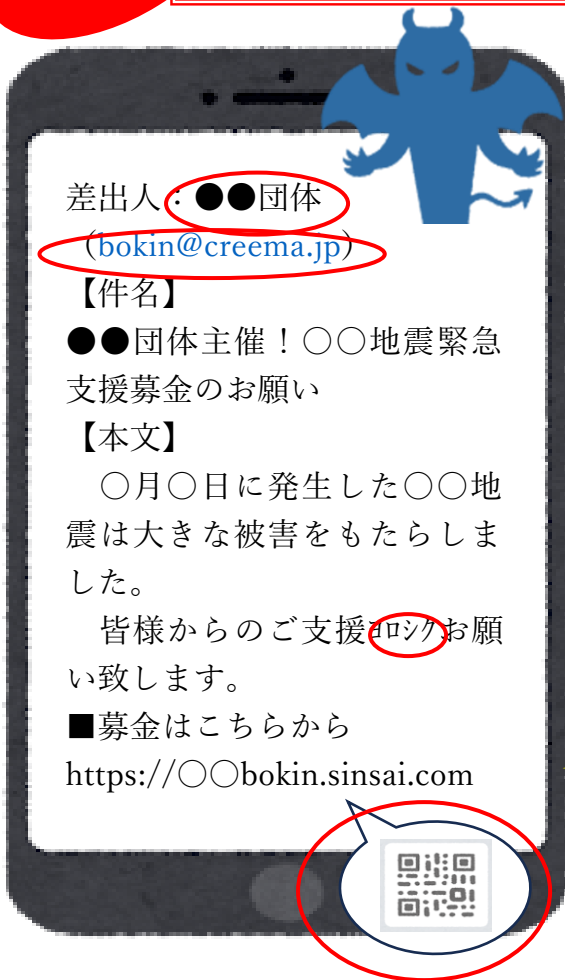 差出人:●●団体
(bokin@creema.jp)
【件名】
●●団体主催!○○地震緊急
支援募金のお願い
【本文】
　○月○日に発生した○○地
震は大きな被害をもたらしま
した。
　皆様からのご支援ﾖﾛｼｸお願
い致します。
■募金はこちらから
https://○○bokin.sinsai.com